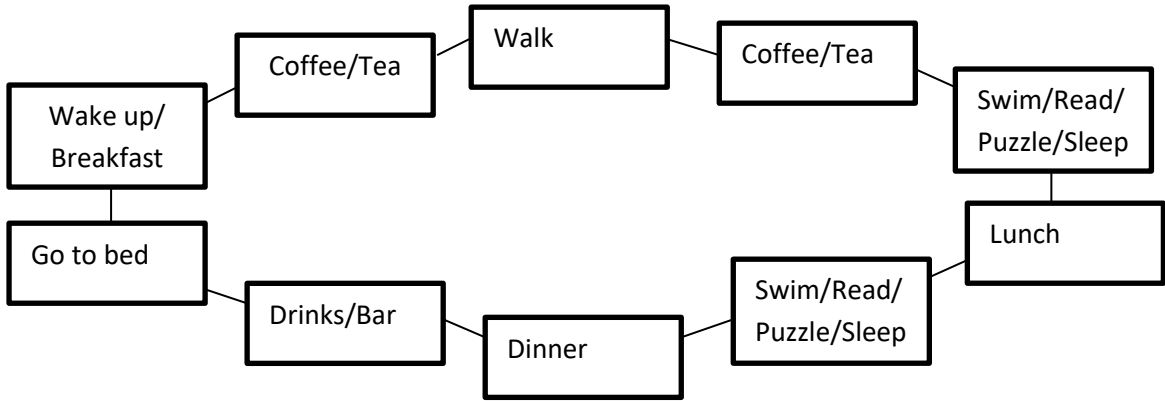 Wake up/
Breakfast
Coffee/Tea
Walk
Coffee/Tea
Swim/Read/
Puzzle/Sleep
Lunch
Swim/Read/
Puzzle/Sleep
Dinner
Drinks/Bar
Go to bed